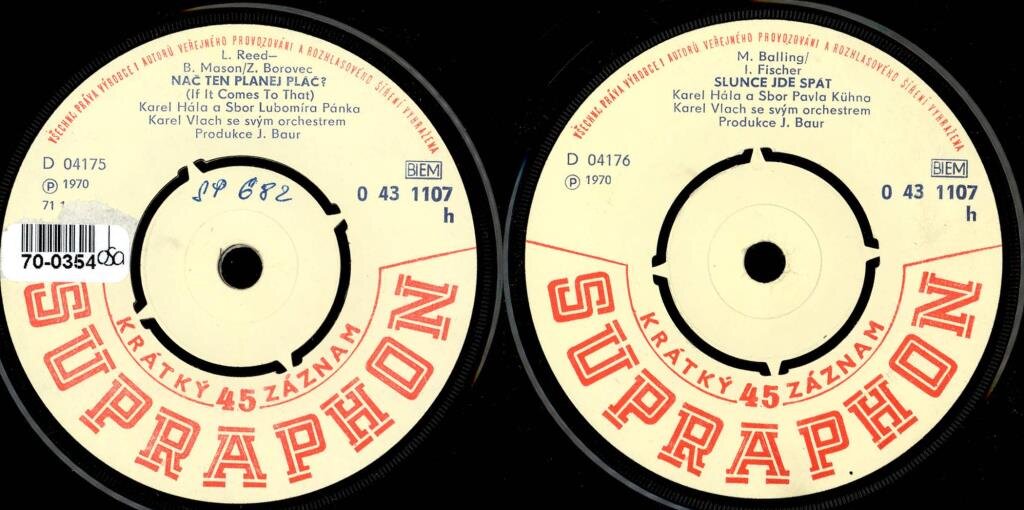 VŠECHNA PRÁVA VÝROBCE I AUTORŮ VEŘEJNÉHO PROVOZOVÁNÍ A ROZHLASOVÉHO ŠÍŘENÍ VYHRAZENA
L. Reed—
B. Mason/Z. Borovec
NAČ TEN PLANEJ PLÁČ?
(If It Comes To That)
Karel Hála a Sbor Lubomíra Pánka
Karel Vlach se svým orchestrem
Produkce J. Baur
D 04175
Ⓟ 1970
71 1
BIEM
0 43 1107
h
SP 682
70-0354
KRÁTKÝ 45 ZÁZNAM
SUPRAPHON
VŠECHNA PRÁVA VÝROBCE I AUTORŮ VEŘEJNÉHO PROVOZOVÁNÍ A ROZHLASOVÉHO ŠÍŘENÍ VYHRAZENA
M. Balling/
I. Fischer
SLUNCE JDE SPÁT
Karel Hála a Sbor Pavla Kühna
Karel Vlach se svým orchestrem
Produkce J. Baur
D 04176
Ⓟ 1970
BIEM
0 43 1107
h
KRÁTKÝ 45 ZÁZNAM
SUPRAPHON